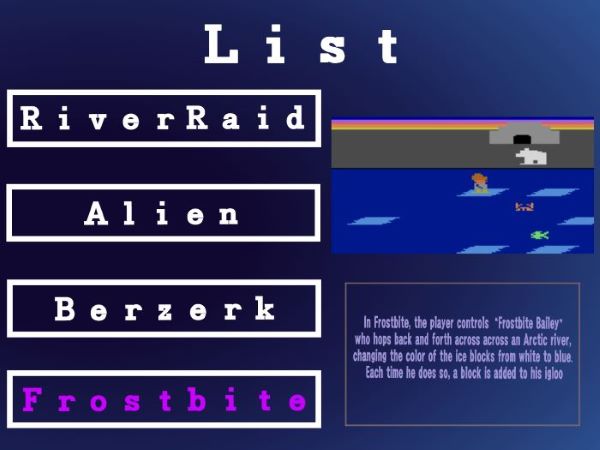 List
RiverRaid
Alien
Berzerk
Frostbite
In Frostbite, the player controls "Frostbite Bailey"
who hops back and forth across across an Arctic river,
changing the color of the ice blocks from white to blue.
Each time he does so, a block is added to his igloo